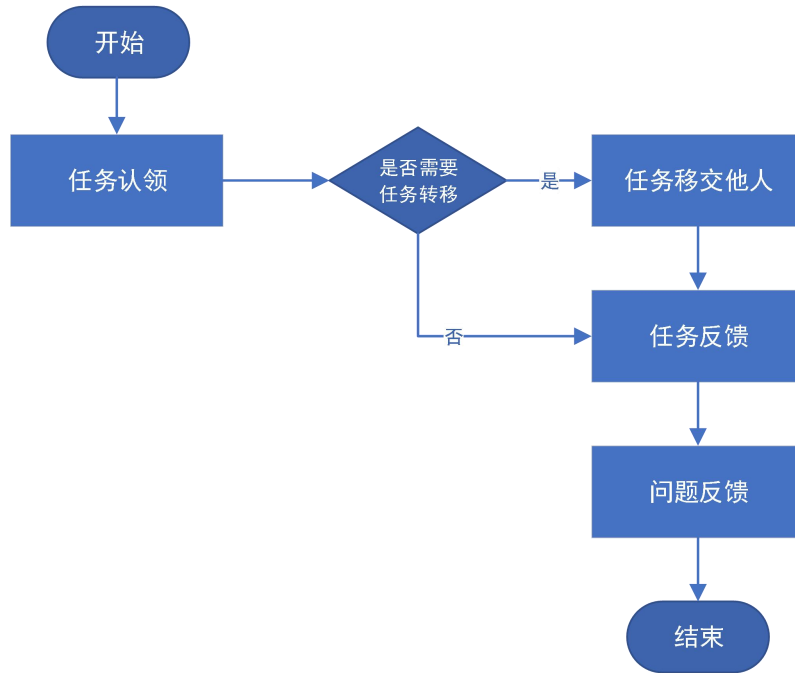 开始
任务认领
是否需要
任务转移
是
任务移交他人
否
任务反馈
问题反馈
结束